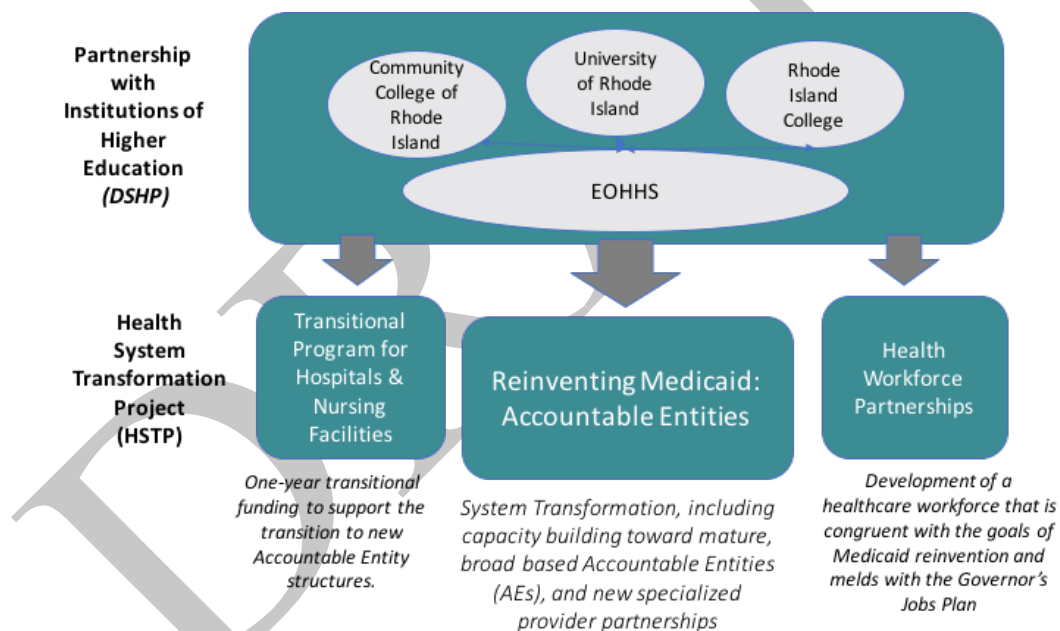 Partnership
with
Institutions of
Higher
Education
(DSHP)
Community
College of
Rhode
Island
University
of Rhode
Island
Rhode
Island
College
EOHHS
Health
System
Transformation
Project
(HSTP)
Transitional
Program for
Hospitals &
Nursing
Facilities
Reinventing Medicaid:
Accountable Entities
Health
Workforce
Partnerships
One-year transitional
funding to support the
transition to new
Accountable Entity
structures.
System Transformation, including
capacity building toward mature,
broad based Accountable Entities
(AEs), and new specialized
provider partnerships
Development of a
healthcare workforce that is
congruent with the goals of
Medicaid reinvention and
melds with the Governor's
Jobs Plan